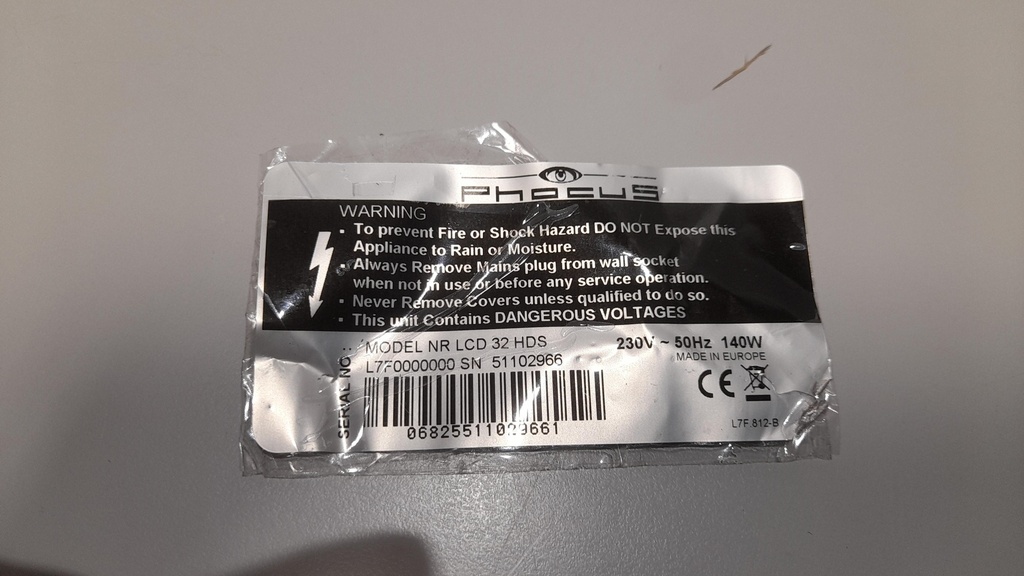 PHOCUS
WARNING
• To prevent Fire or Shock Hazard DO NOT Expose this
Appliance to Rain or Moisture.
• Always Remove Mains plug from wall socket
when not in use or before any service operation.
• Never Remove Covers unless qualified to do so.
• This unit Contains DANGEROUS VOLTAGES
SERIAL NO
MODEL NR LCD 32 HDS
L7F0000000 SN 51102966
06825511029661
230V ~ 50Hz 140W
MADE IN EUROPE
CE
L7F.812-B